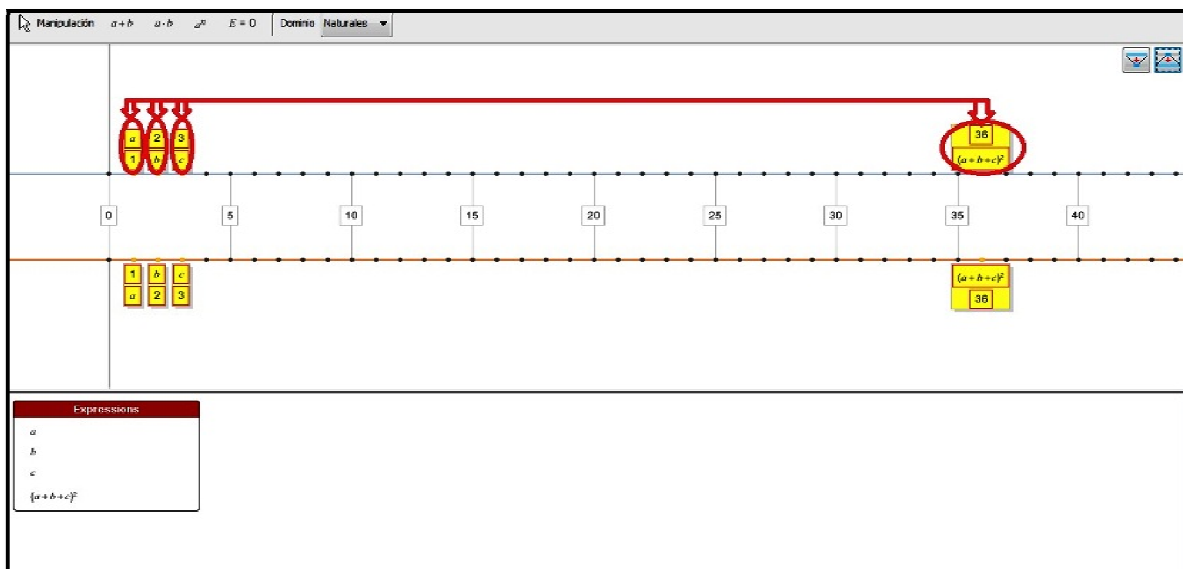 Manipulación a+b a·b aⁿ E = 0 Dominio Naturales
a 2 3 36
1 b c (a+b+c)²
0 5 10 15 20 25 30 35 40
1 b c (a+b+c)²
a 2 3 36
Expressions
a
b
c
(a+b+c)²